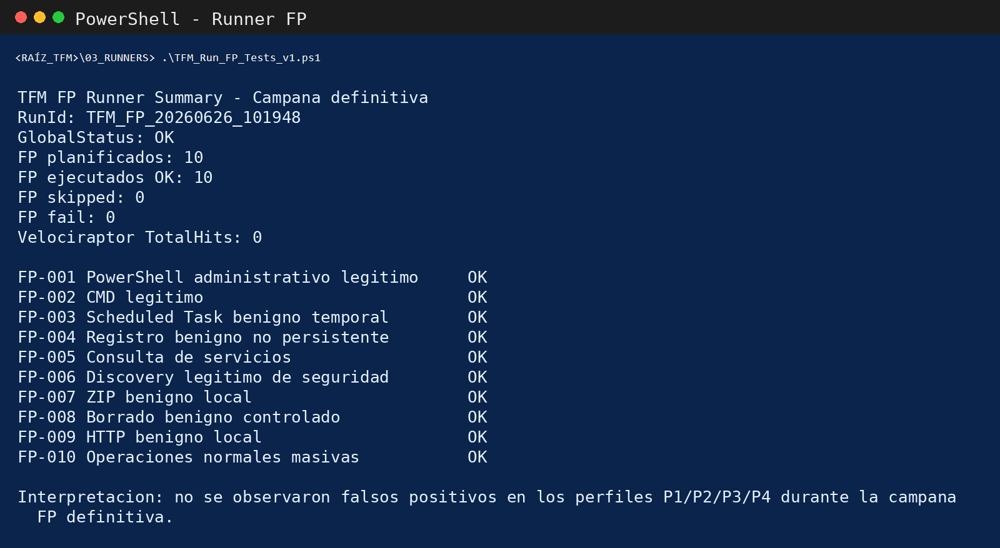 PowerShell - Runner FP
<RAÍZ_TFM>\03_RUNNERS> .\TFM_Run_FP_Tests_v1.ps1
TFM FP Runner Summary - Campana definitiva
RunId: TFM_FP_20260626_101948
GlobalStatus: OK
FP planificados: 10
FP ejecutados OK: 10
FP skipped: 0
FP fail: 0
Velociraptor TotalHits: 0
FP-001 PowerShell administrativo legitimo     OK
FP-002 CMD legitimo                           OK
FP-003 Scheduled Task benigno temporal        OK
FP-004 Registro benigno no persistente        OK
FP-005 Consulta de servicios                  OK
FP-006 Discovery legitimo de seguridad        OK
FP-007 ZIP benigno local                      OK
FP-008 Borrado benigno controlado             OK
FP-009 HTTP benigno local                     OK
FP-010 Operaciones normales masivas           OK
Interpretacion: no se observaron falsos positivos en los perfiles P1/P2/P3/P4 durante la campana
FP definitiva.